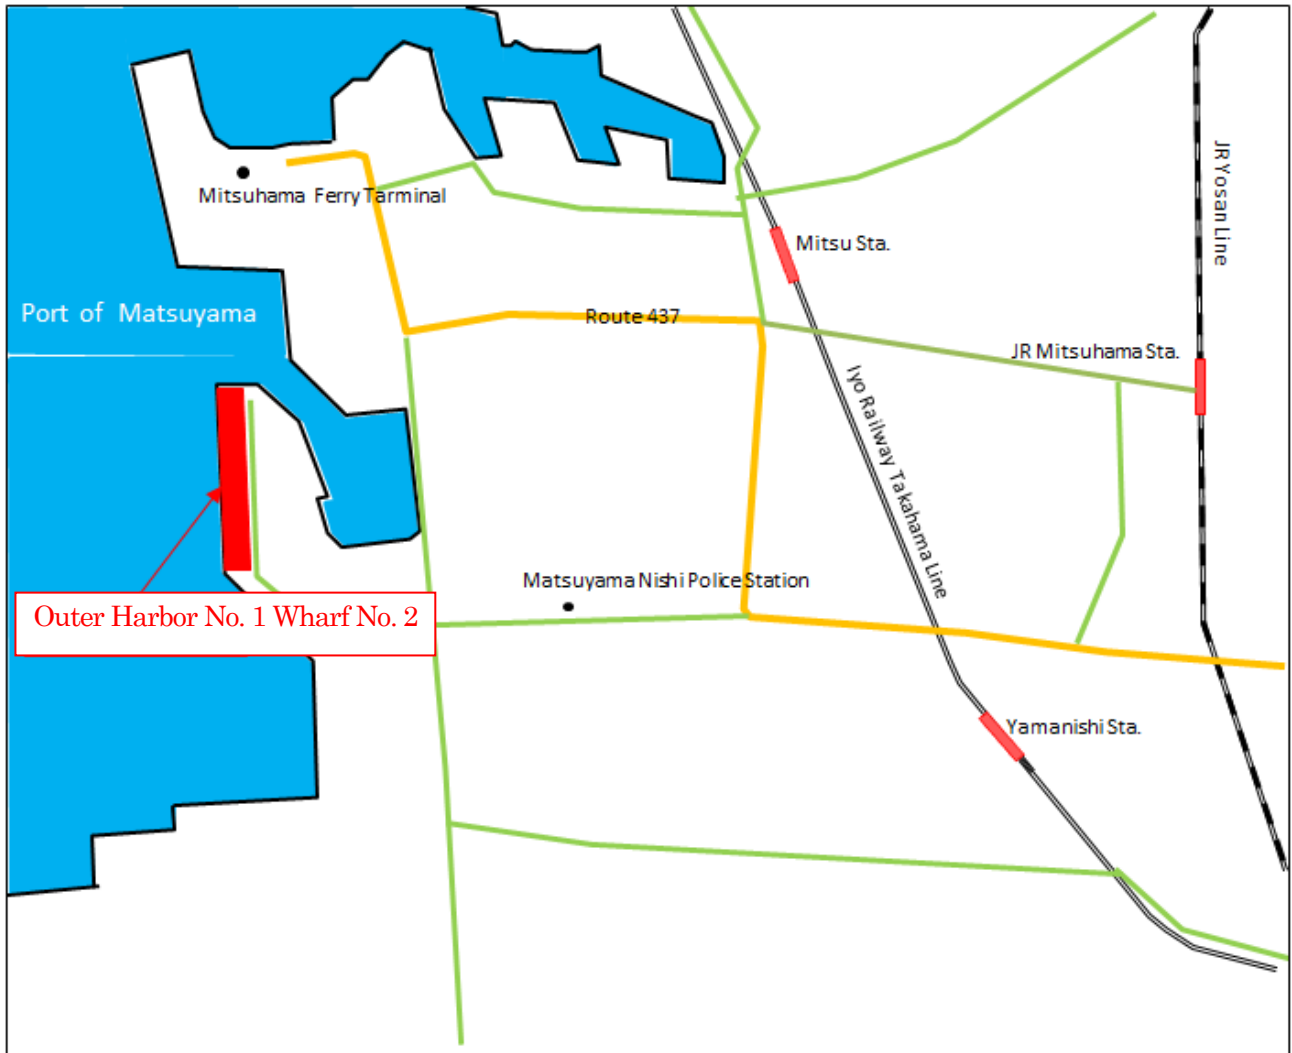 Mitsuhama Ferry Tarminal
JR Yosan Line
Mitsu Sta.
Port of Matsuyama
Route 437
JR Mitsuhama Sta.
Iyo Railway Takahama Line
Matsuyama Nishi Police Station
Outer Harbor No. 1 Wharf No. 2
Yamanishi Sta.